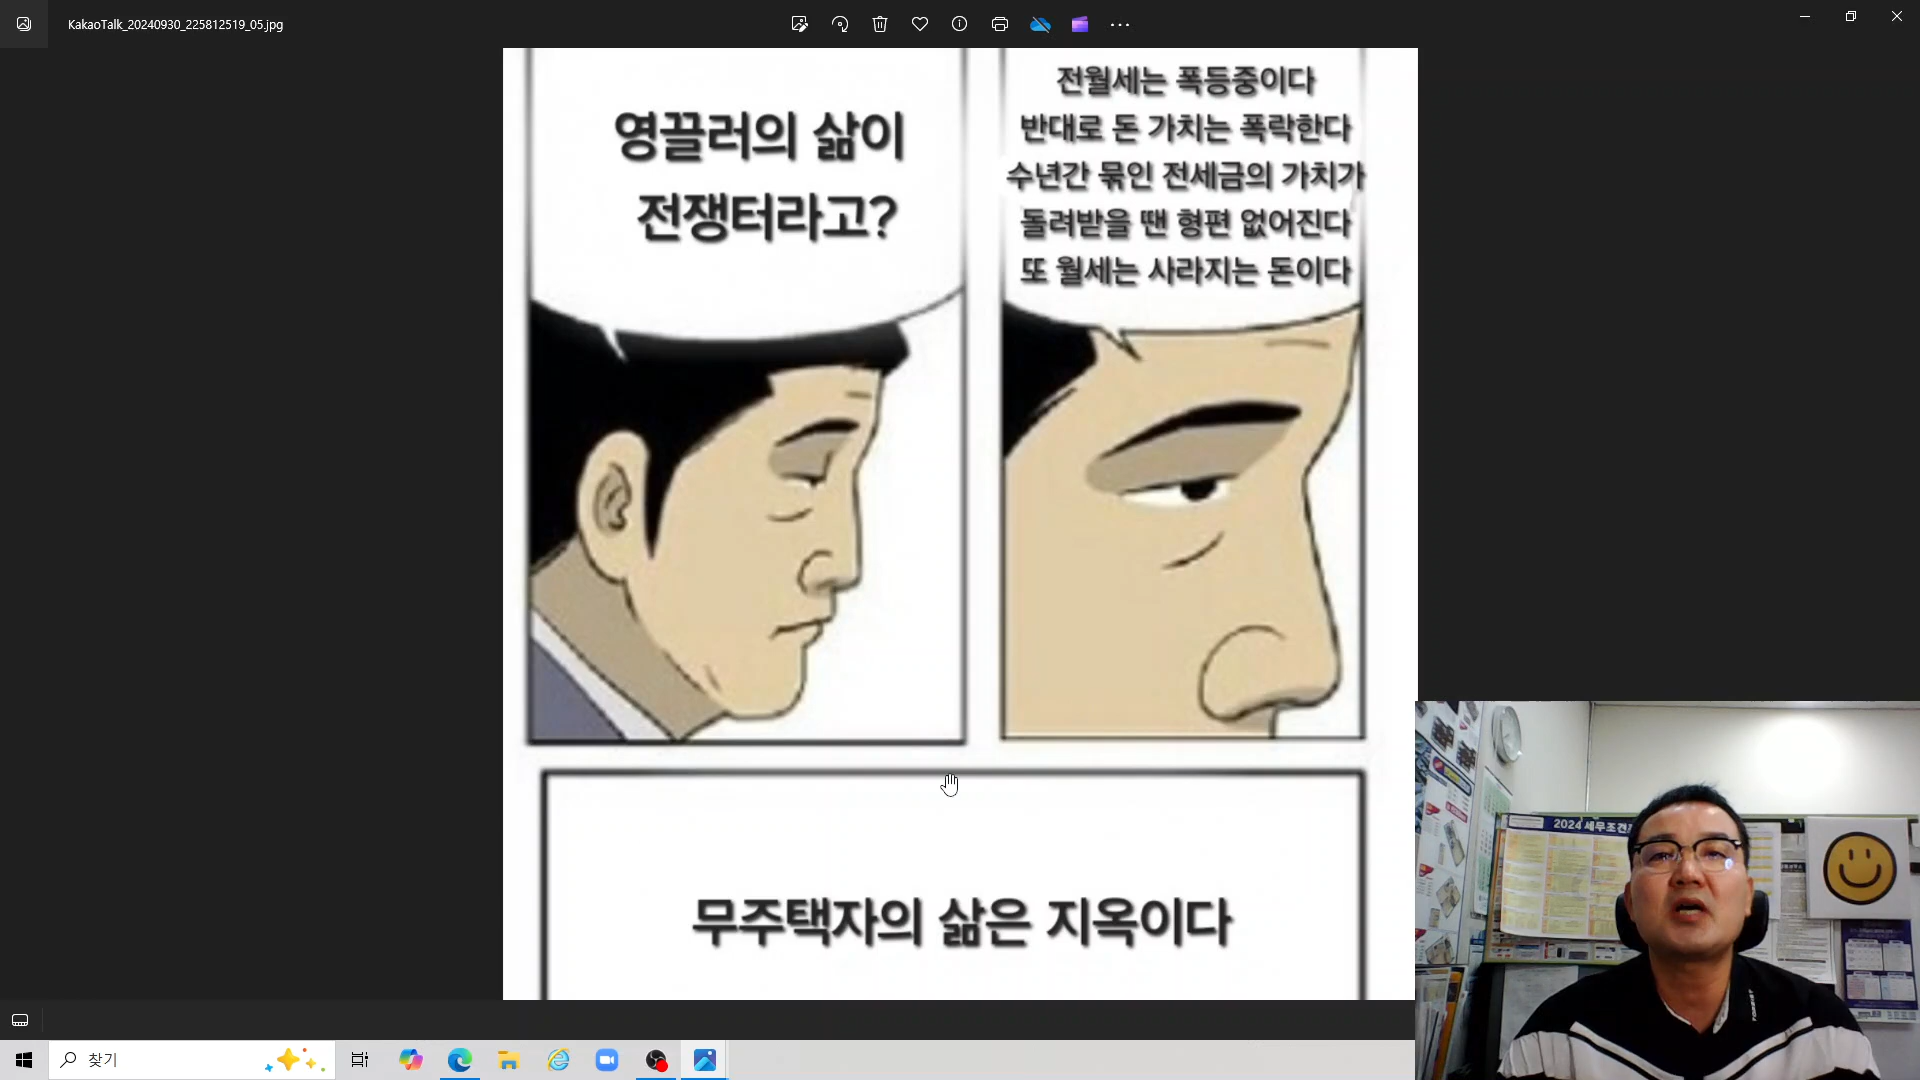 KakaoTalk_20240930_225812519_05.jpg
영끌러의 삶이
전쟁터라고?
전월세는 폭등중이다
반대로 돈 가치는 폭락한다
수년간 묶인 전세금의 가치가
돌려받을 땐 형편 없어진다
또 월세는 사라지는 돈이다
무주택자의 삶은 지옥이다
2024 세무조견
찾기